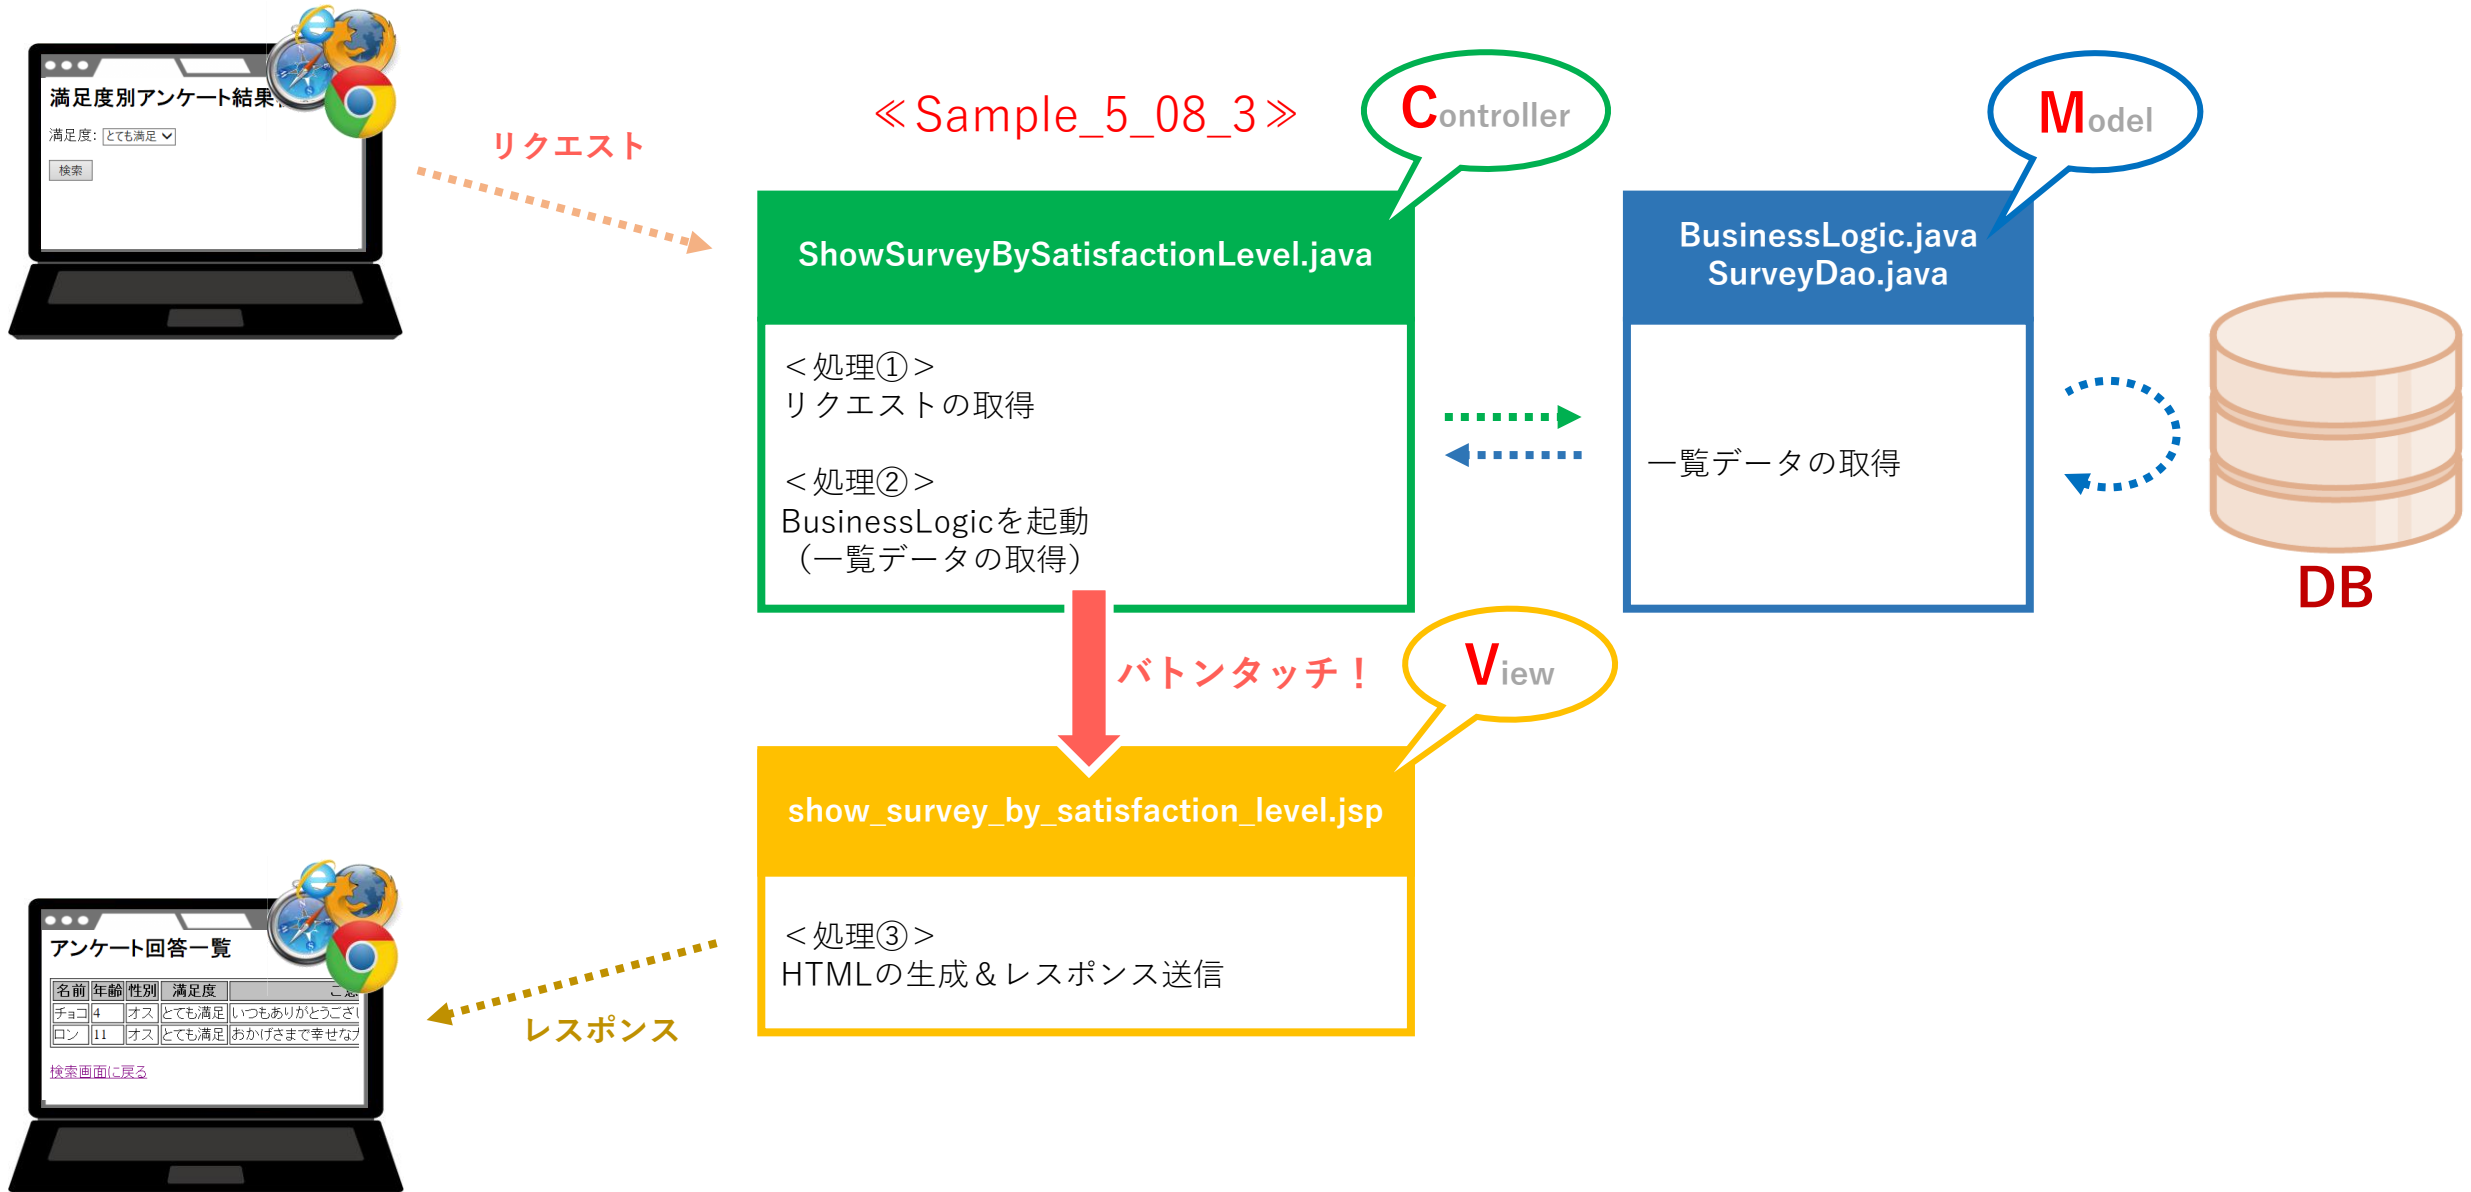 満足度別アンケート結果
満足度：
とても満足
検索
リクエスト
≪Sample_5_08_3≫
Controller
Model
ShowSurveyBySatisfactionLevel.java
＜処理①＞
リクエストの取得
＜処理②＞
BusinessLogicを起動
（一覧データの取得）
BusinessLogic.java
SurveyDao.java
一覧データの取得
DB
バトンタッチ！
View
show_survey_by_satisfaction_level.jsp
＜処理③＞
HTMLの生成＆レスポンス送信
レスポンス
アンケート回答一覧
名前 年齢 性別 満足度
チョコ 4 オス とても満足 いつもありがとうござい
ロン 11 オス とても満足 おかげさまで幸せな
検索画面に戻る